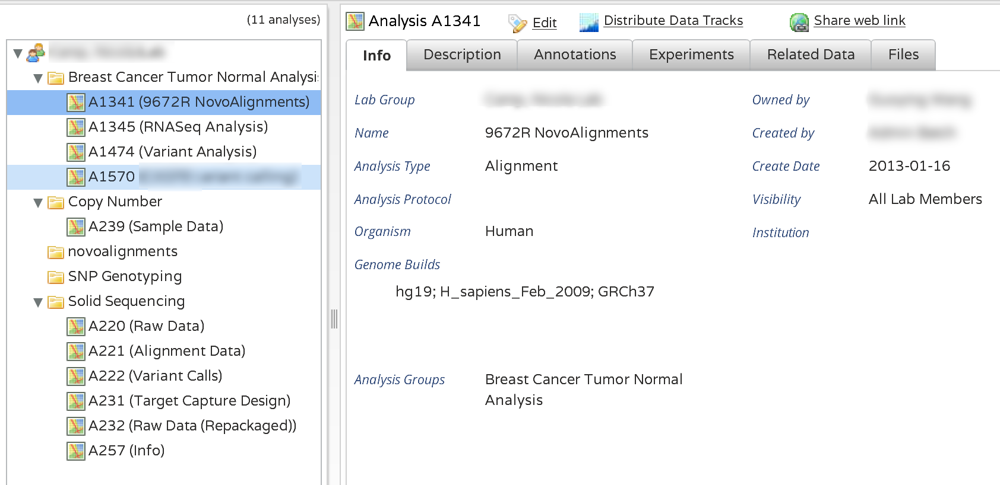 (11 analyses)
Breast Cancer Tumor Normal Analysi
A1341 (9672R NovoAlignments)
A1345 (RNASeq Analysis)
A1474 (Variant Analysis)
A1570
Copy Number
A239 (Sample Data)
novoalignments
SNP Genotyping
Solid Sequencing
A220 (Raw Data)
A221 (Alignment Data)
A222 (Variant Calls)
A231 (Target Capture Design)
A232 (Raw Data (Repackaged))
A257 (Info)
Analysis A1341 Edit Distribute Data Tracks Share web link
Info Description Annotations Experiments Related Data Files
Lab Group Owned by
Name 9672R NovoAlignments Created by
Analysis Type Alignment Create Date 2013-01-16
Analysis Protocol Visibility All Lab Members
Organism Human Institution
Genome Builds
hg19; H_sapiens_Feb_2009; GRCh37
Analysis Groups Breast Cancer Tumor Normal
Analysis